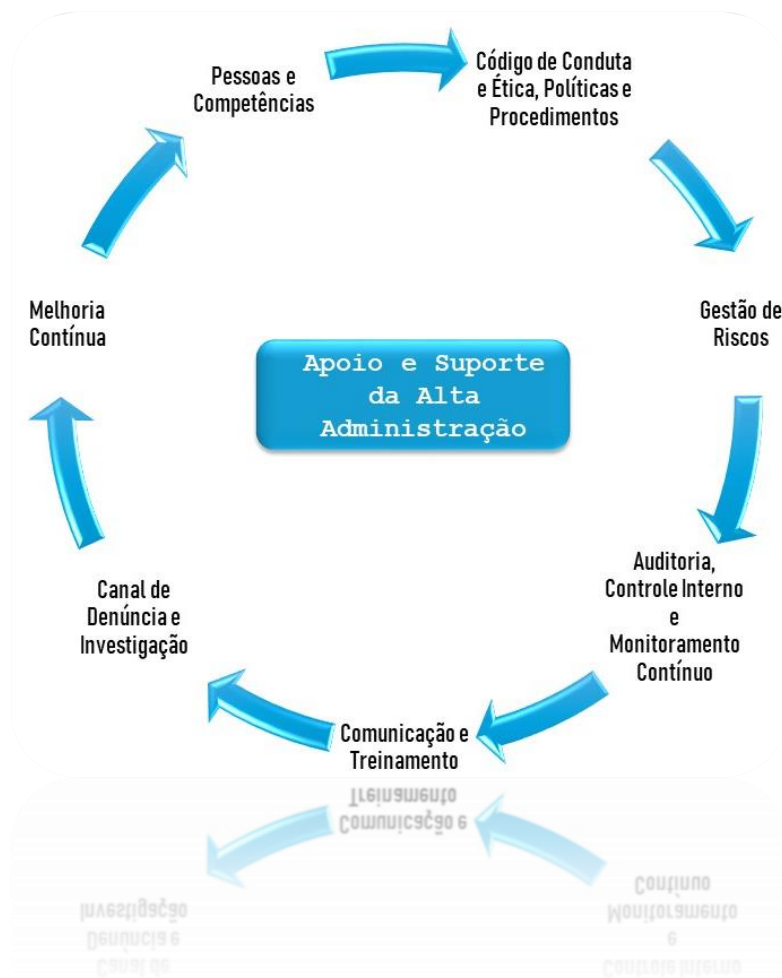 Pessoas e
Competências
Código de Conduta
e Ética, Políticas e
Procedimentos
Gestão de
Riscos
Auditoria,
Controle Interno
e
Monitoramento
Contínuo
Comunicação e
Treinamento
Canal de
Denúncia e
Investigação
Melhoria
Contínua
Apoio e Suporte
da Alta
Administração